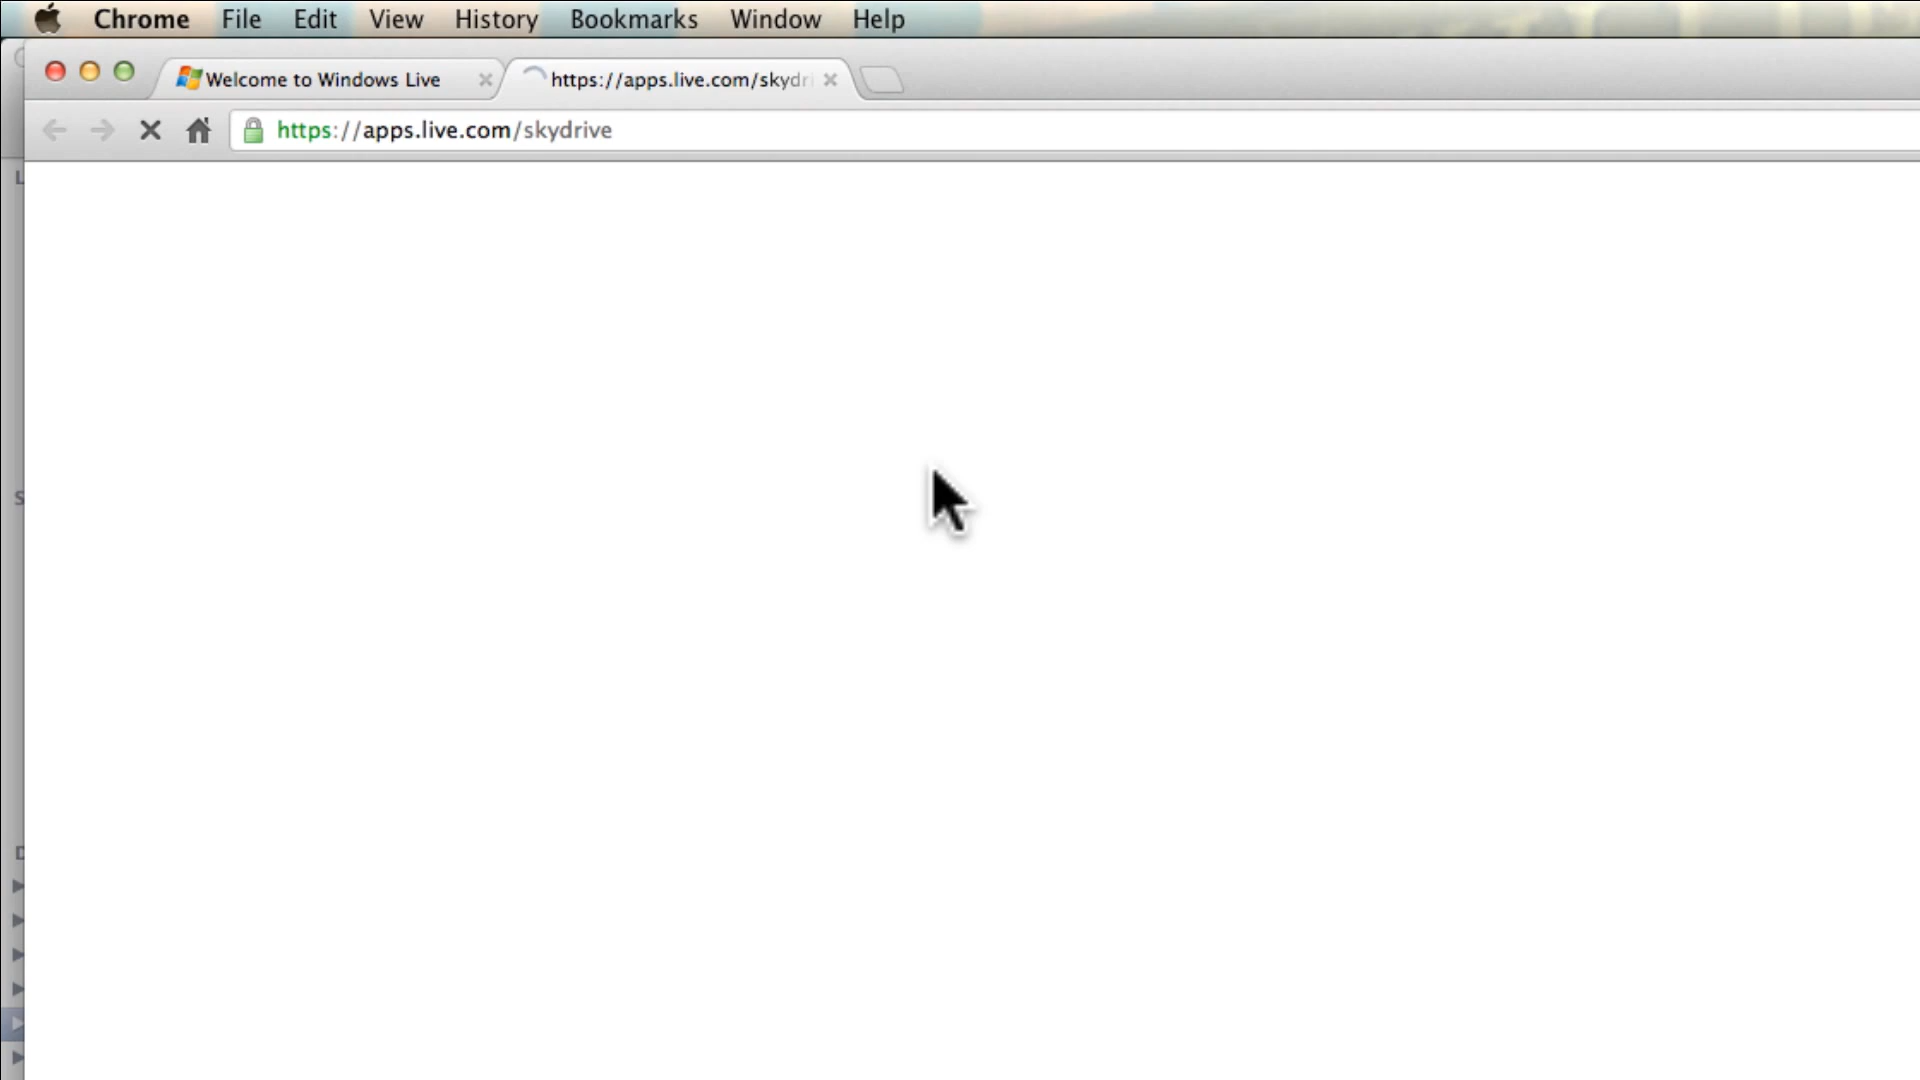 Chrome File Edit View History Bookmarks Window Help
Welcome to Windows Live https://apps.live.com/skydri
https://apps.live.com/skydrive
L
S
D